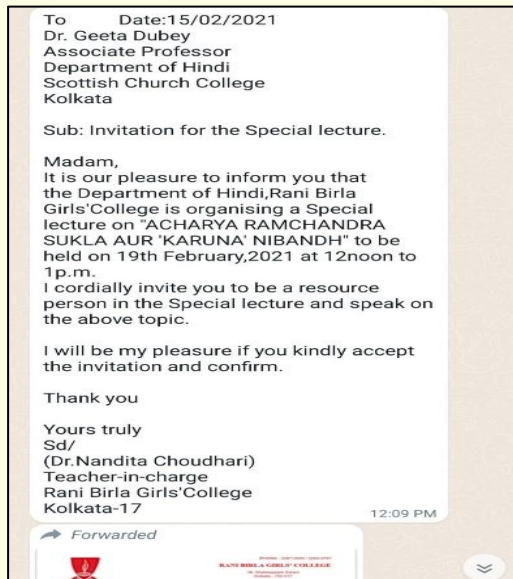 To Date:15/02/2021
Dr. Geeta Dubey
Associate Professor
Department of Hindi
Scottish Church College
Kolkata
Sub: Invitation for the Special lecture.
Madam,
It is our pleasure to inform you that
the Department of Hindi,Rani Birla
Girls'College is organising a Special
lecture on "ACHARYA RAMCHANDRA
SUKLA AUR 'KARUNA' NIBANDH" to be
held on 19th February,2021 at 12noon to
1p.m.
I cordially invite you to be a resource
person in the Special lecture and speak on
the above topic.
I will be my pleasure if you kindly accept
the invitation and confirm.
Thank you
Yours truly
Sd/
(Dr.Nandita Choudhari)
Teacher-in-charge
Rani Birla Girls'College
Kolkata-17
12:09 PM
Forwarded
RANI BIRLA GIRLS' COLLEGE